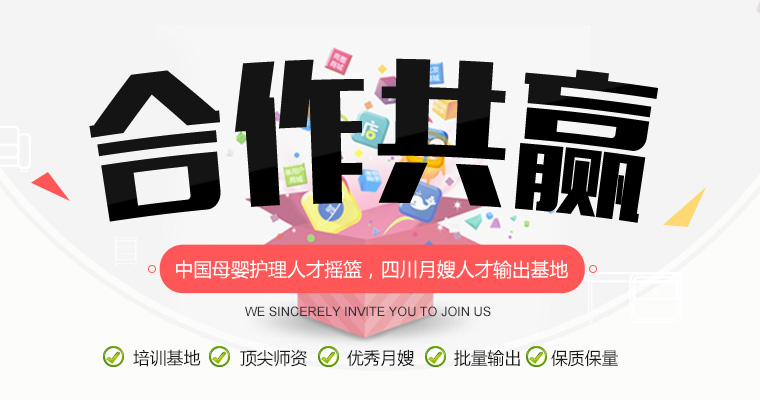 合作共赢
店
中国母婴护理人才摇篮，四川月嫂人才输出基地
WE SINCERELY INVITE YOU TO JOIN US
培训基地 顶尖师资 优秀月嫂 批量输出 保质保量